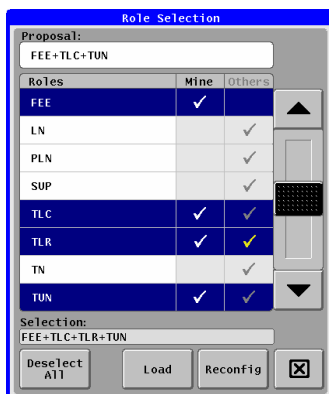 Role Selection
Proposal:
FEE+TLC+TUN
Roles Mine Others
FEE
LN
PLN
SUP
TLC
TLR
TN
TUN
Selection:
FEE+TLC+TLR+TUN
Deselect
All
Load
Reconfig